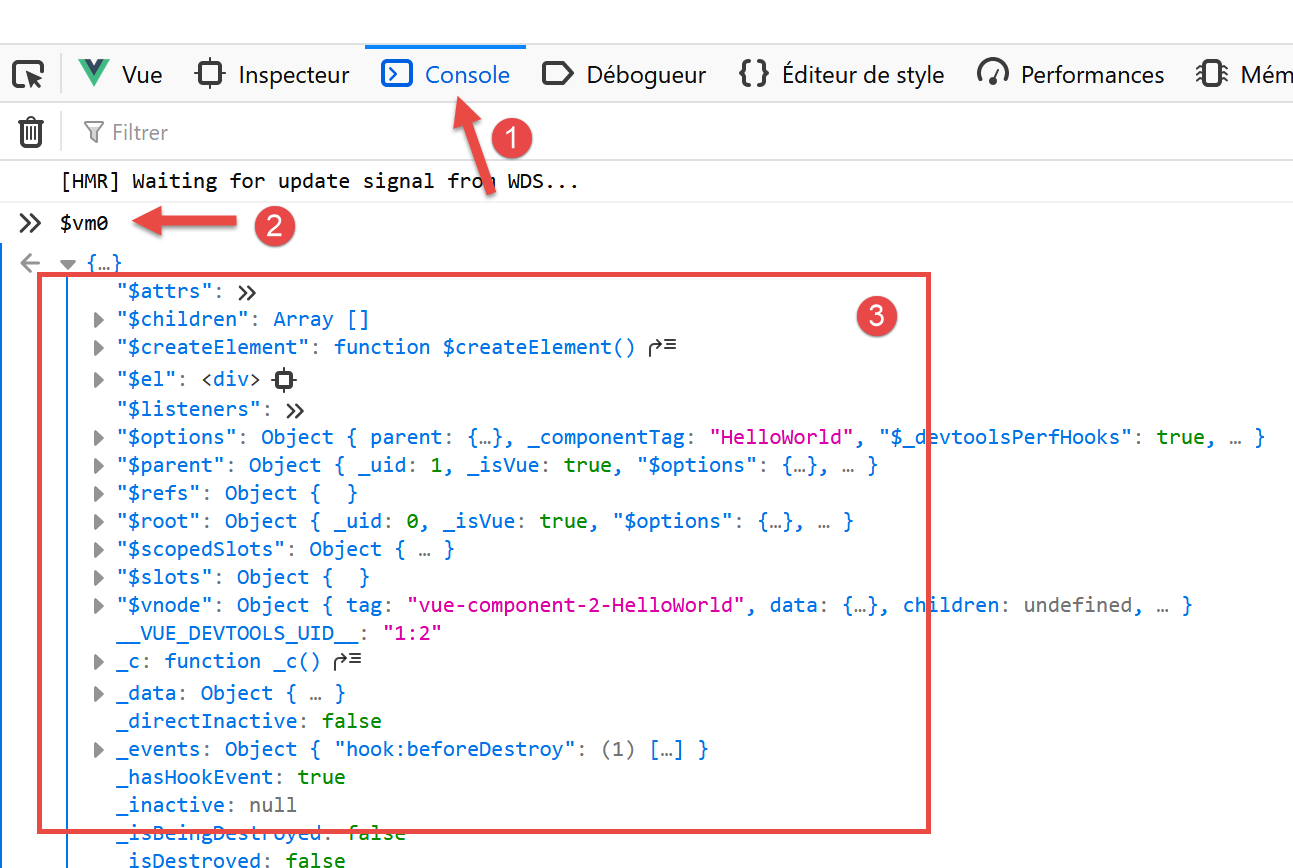 Vue Inspecteur Console Débogueur Éditeur de style Performances Mém
Filtrer
1
[HMR] Waiting for update signal from WDS...
$vm0
2
{…}
"$attrs":
3
"$children": Array []
"$createElement": function $createElement()
"$el": <div>
"$listeners":
"$options": Object { parent: {…}, _componentTag: "HelloWorld", "$_devtoolsPerfHooks": true, … }
"$parent": Object { _uid: 1, _isVue: true, "$options": {…}, … }
"$refs": Object {  }
"$root": Object { _uid: 0, _isVue: true, "$options": {…}, … }
"$scopedSlots": Object { … }
"$slots": Object {  }
"$vnode": Object { tag: "vue-component-2-HelloWorld", data: {…}, children: undefined, … }
__VUE_DEVTOOLS_UID__: "1:2"
_c: function _c()
_data: Object { … }
_directInactive: false
_events: Object { "hook:beforeDestroy": (1) […] }
_hasHookEvent: true
_inactive: null
_isBeingDestroyed: false
_isDestroyed: false